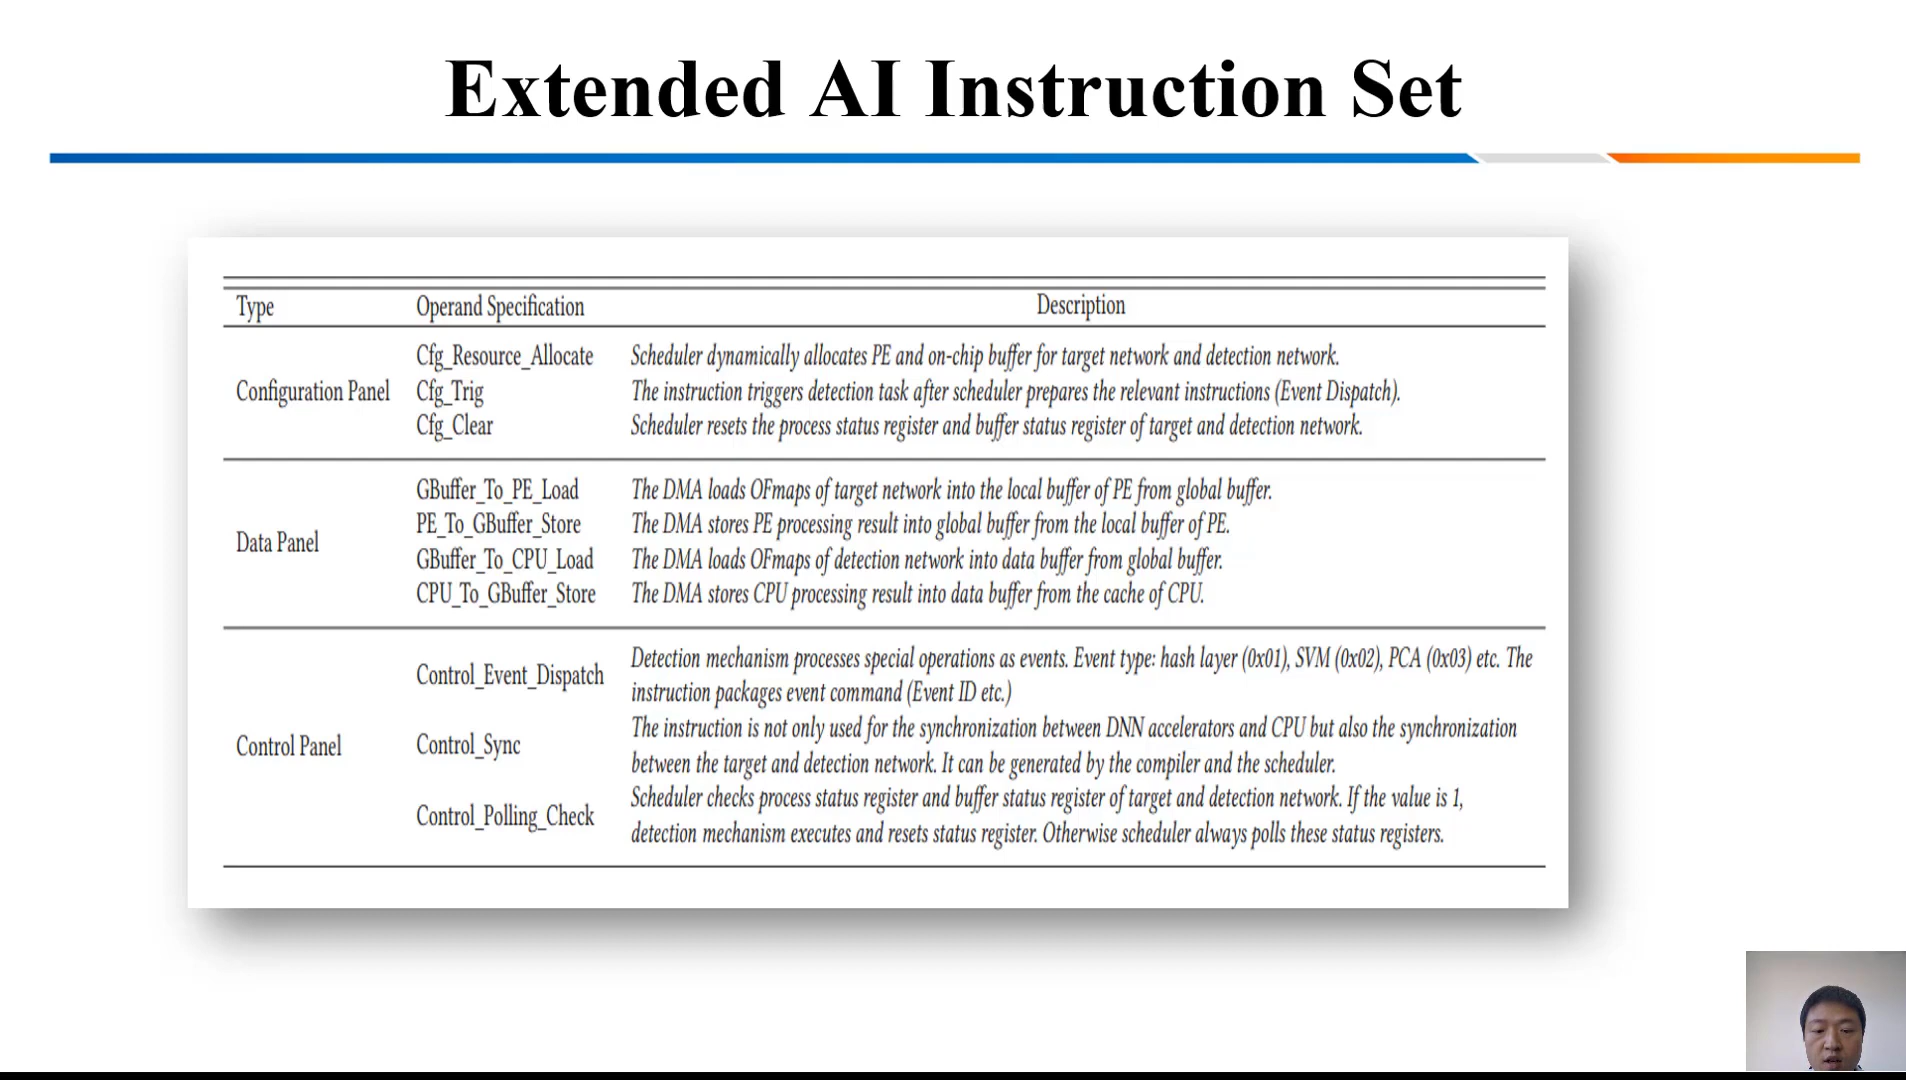 Extended AI Instruction Set
Type Operand Specification Description
Configuration Panel
Cfg_Resource_Allocate Scheduler dynamically allocates PE and on-chip buffer for target network and detection network.
Cfg_Trig The instruction triggers detection task after scheduler prepares the relevant instructions (Event Dispatch).
Cfg_Clear Scheduler resets the process status register and buffer status register of target and detection network.
Data Panel
GBuffer_To_PE_Load The DMA loads OFmaps of target network into the local buffer of PE from global buffer.
PE_To_GBuffer_Store The DMA stores PE processing result into global buffer from the local buffer of PE.
GBuffer_To_CPU_Load The DMA loads OFmaps of detection network into data buffer from global buffer.
CPU_To_GBuffer_Store The DMA stores CPU processing result into data buffer from the cache of CPU.
Control Panel
Control_Event_Dispatch Detection mechanism processes special operations as events. Event type: hash layer (0x01), SVM (0x02), PCA (0x03) etc. The
instruction packages event command (Event ID etc.)
Control_Sync The instruction is not only used for the synchronization between DNN accelerators and CPU but also the synchronization
between the target and detection network. It can be generated by the compiler and the scheduler.
Control_Polling_Check Scheduler checks process status register and buffer status register of target and detection network. If the value is 1,
detection mechanism executes and resets status register. Otherwise scheduler always polls these status registers.